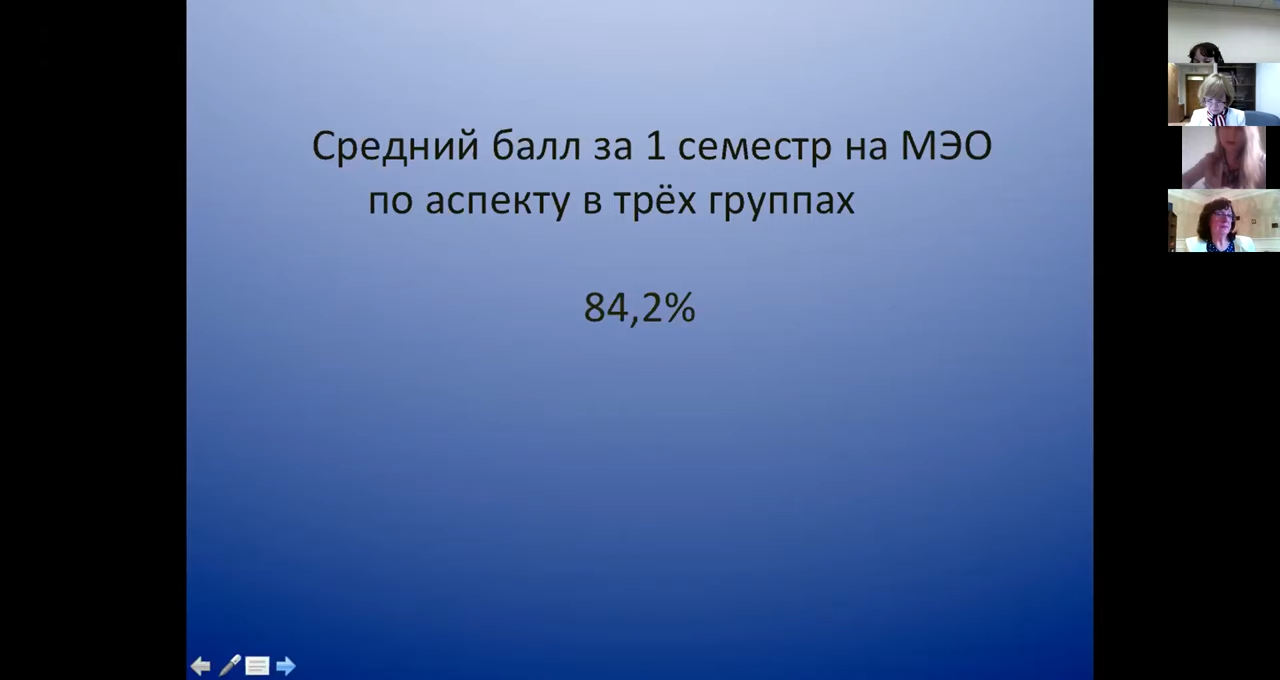 Средний балл за 1 семестр на МЭО
по аспекту в трёх группах
84,2%